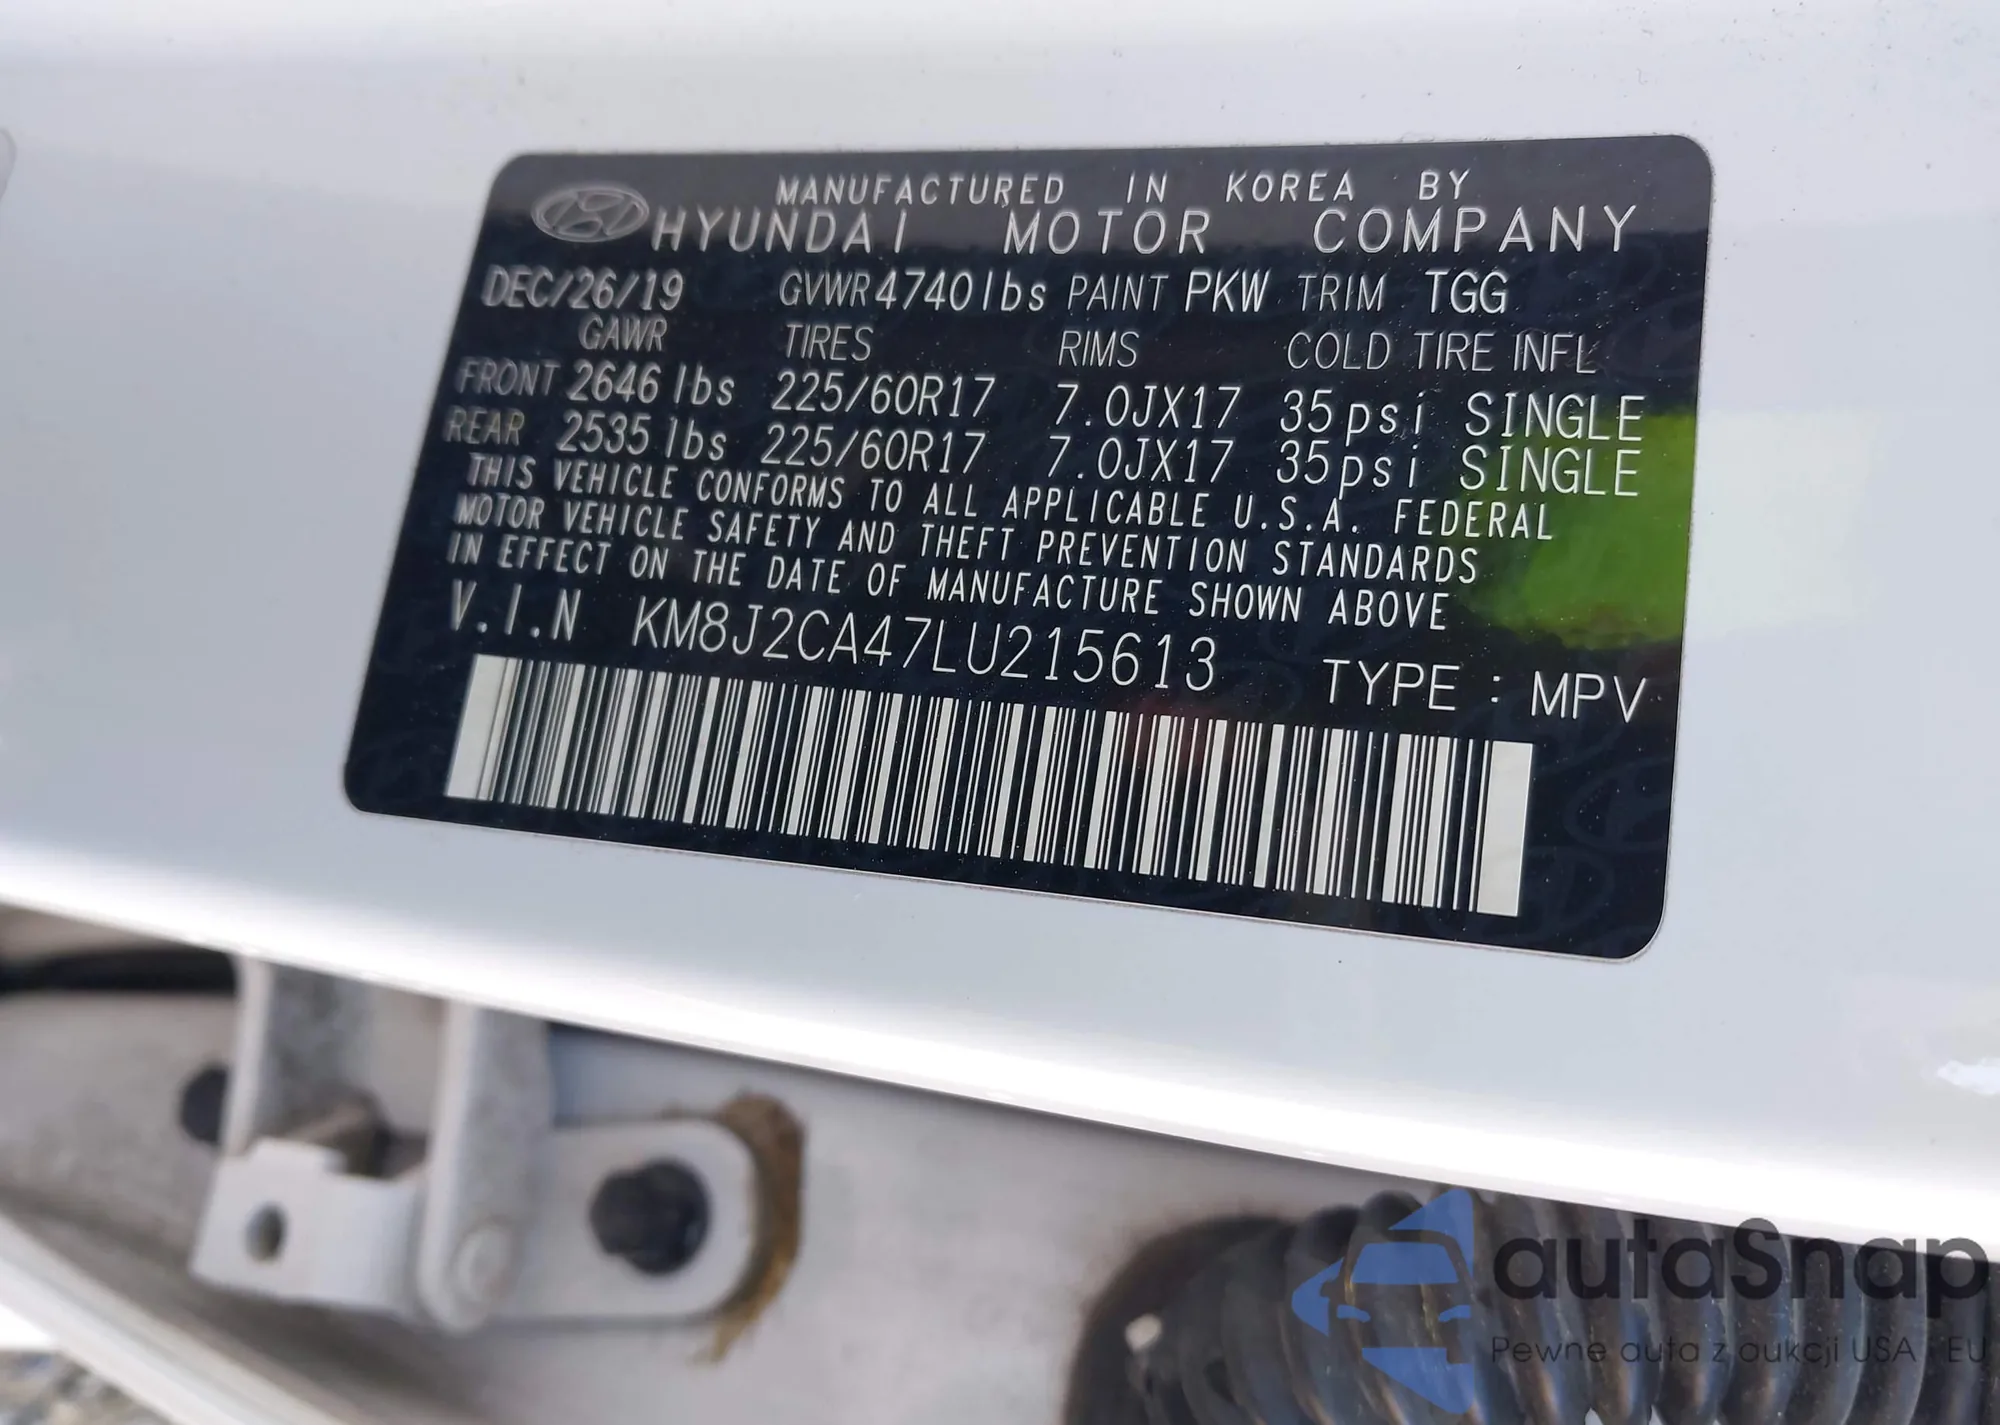 MANUFACTURED IN KOREA BY
HYUNDAI MOTOR COMPANY
DEC/26/19 GVWR 4740lbs PAINT PKW TRIM TGG
GAWR TIRES RIMS COLD TIRE INFL
FRONT 2646 lbs 225/60R17 7.0JX17 35psi SINGLE
REAR 2535 lbs 225/60R17 7.0JX17 35psi SINGLE
THIS VEHICLE CONFORMS TO ALL APPLICABLE U.S.A. FEDERAL
MOTOR VEHICLE SAFETY AND THEFT PREVENTION STANDARDS
IN EFFECT ON THE DATE OF MANUFACTURE SHOWN ABOVE
V.I.N KM8J2CA47LU215613 TYPE : MPV
autaSnap
Pewne auta z aukcji USA i EU